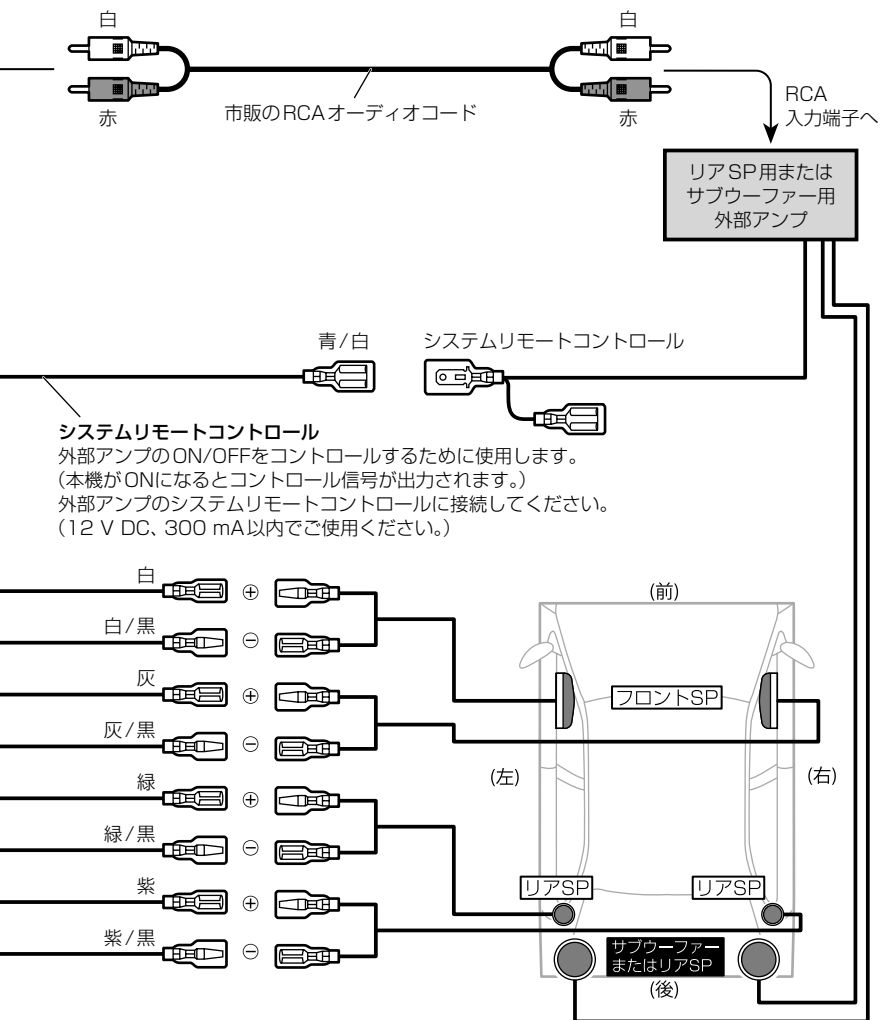 白
白
市販のRCAオーディオコード
赤
赤
RCA
入力端子へ
リアSP用または
サブウーファー用
外部アンプ
青/白
システムリモートコントロール
システムリモートコントロール
外部アンプのON/OFFをコントロールするために使用します。
(本機がONになるとコントロール信号が出力されます。)
外部アンプのシステムリモートコントロールに接続してください。
(12 V DC、300 mA以内でご使用ください。)
白
⊕
白/黒
⊖
灰
⊕
灰/黒
⊖
緑
⊕
緑/黒
⊖
紫
⊕
紫/黒
⊖
(前)
フロントSP
(左)
(右)
リアSP
リアSP
サブウーファー
またはリアSP
(後)